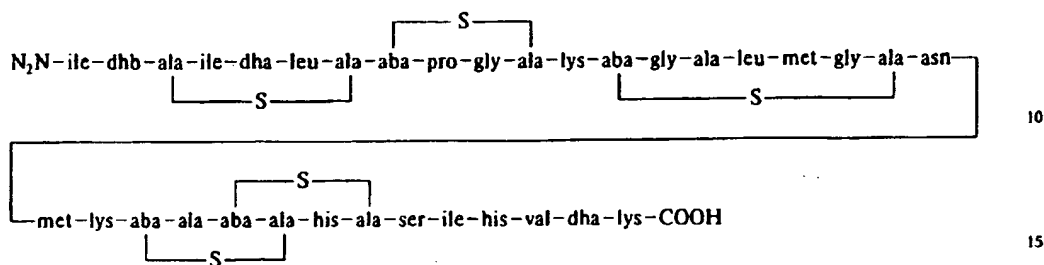 S
N₂N-ile-dhb-ala-ile-dha-leu-ala-aba-pro-gly-ala-lys-aba-gly-ala-leu-met-gly-ala-asn
S S
10
S
met-lys-aba-ala-aba-ala-his-ala-ser-ile-his-val-dha-lys-COOH
S
15